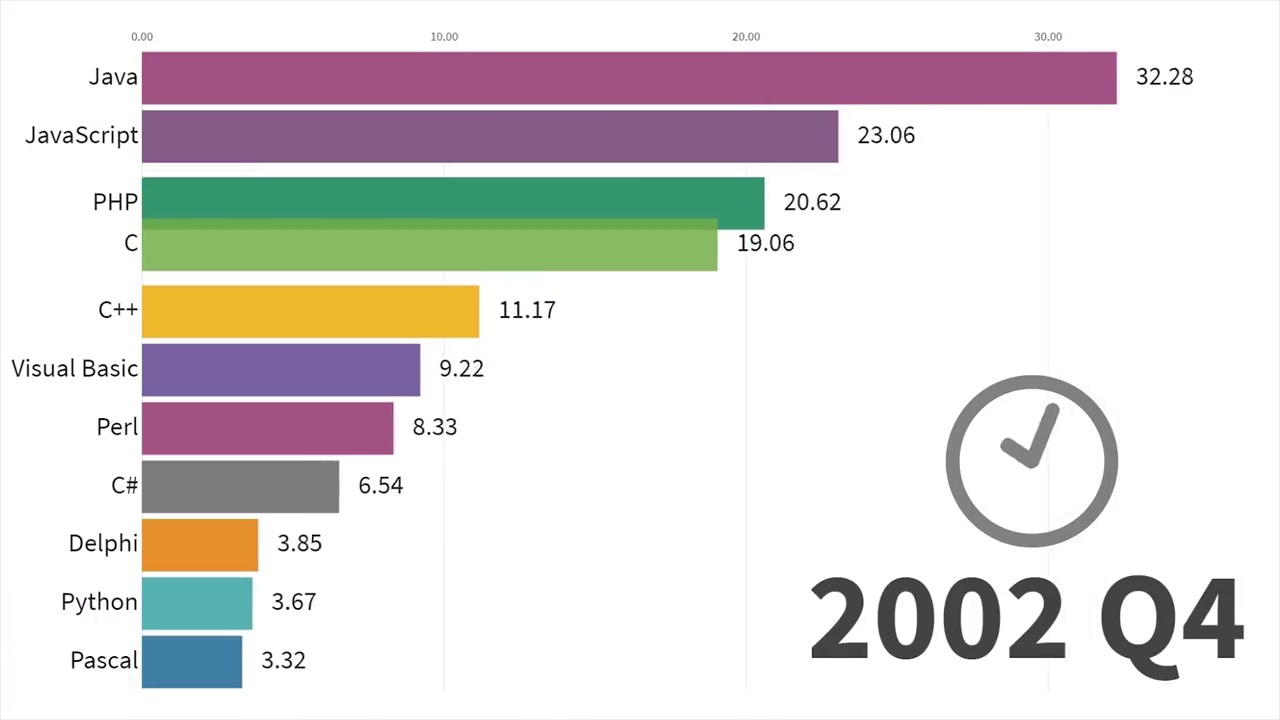 0.00 10.00 20.00 30.00
Java 32.28
JavaScript 23.06
PHP 20.62
C 19.06
C++ 11.17
Visual Basic 9.22
Perl 8.33
C# 6.54
Delphi 3.85
Python 3.67
Pascal 3.32
2002 Q4